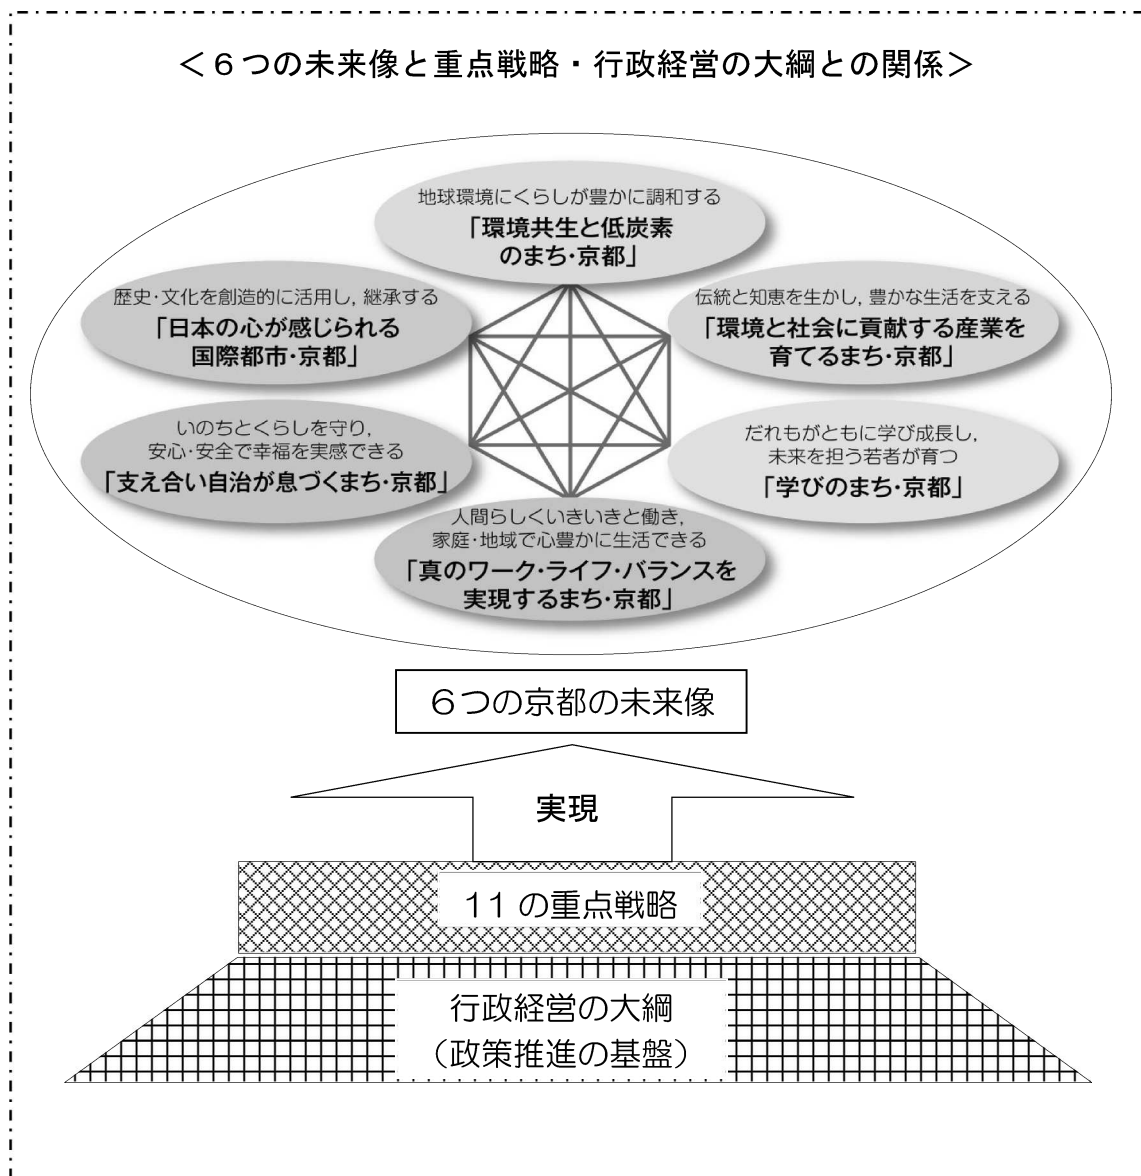 ＜６つの未来像と重点戦略・行政経営の大綱との関係＞
地球環境にくらしが豊かに調和する
「環境共生と低炭素
のまち・京都」
歴史・文化を創造的に活用し，継承する
「日本の心が感じられる
国際都市・京都」
伝統と知恵を生かし，豊かな生活を支える
「環境と社会に貢献する産業を
育てるまち・京都」
いのちとくらしを守り，
安心・安全で幸福を実感できる
「支え合い自治が息づくまち・京都」
だれもがともに学び成長し，
未来を担う若者が育つ
「学びのまち・京都」
人間らしくいきいきと働き，
家庭・地域で心豊かに生活できる
「真のワーク・ライフ・バランスを
実現するまち・京都」
６つの京都の未来像
実現
11 の重点戦略
行政経営の大綱
（政策推進の基盤）